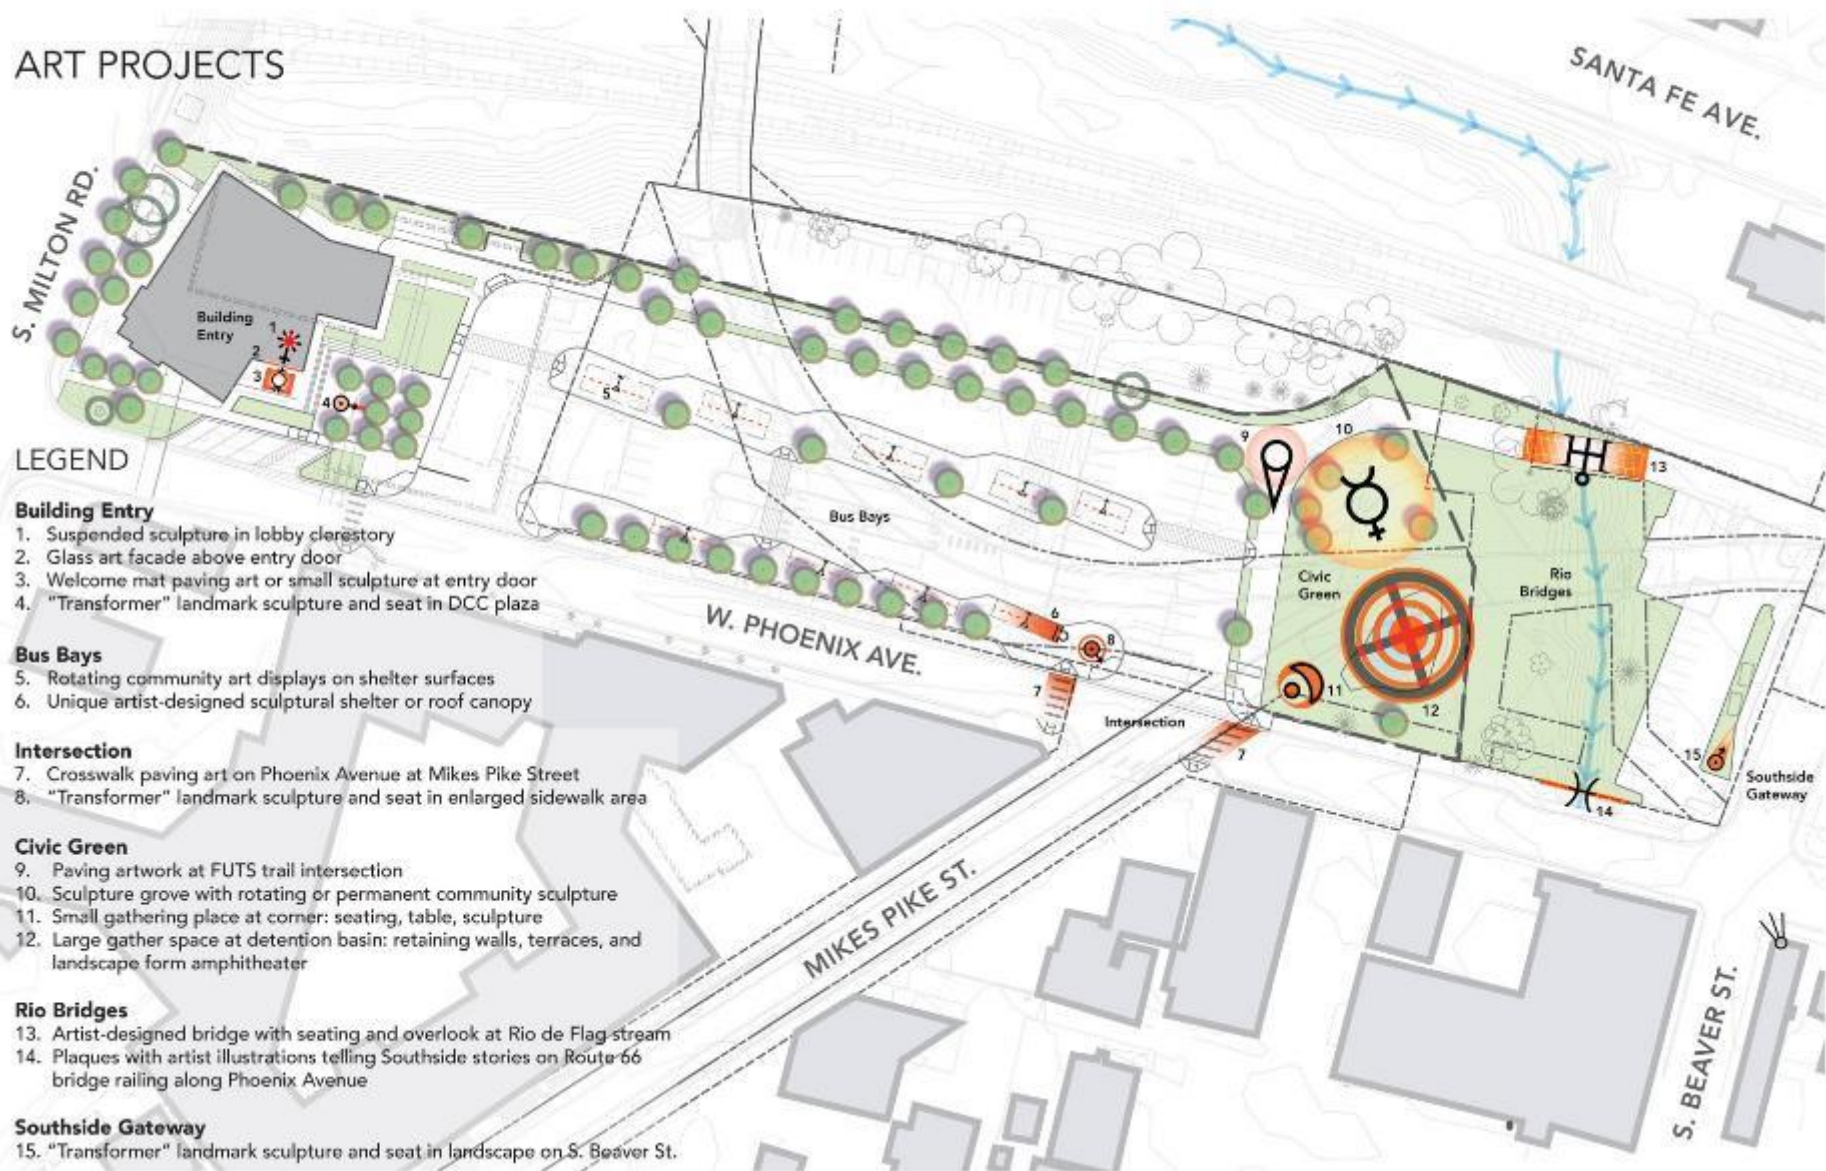 ART PROJECTS
SANTA FE AVE.
S. MILTON RD.
Building
Entry
1
2
3
4
5
9
10
13
Bus Bays
Civic
Green
Rio
Bridges
W. PHOENIX AVE.
6
8
7
11
12
Intersection
7
15
Southside
Gateway
14
MIKES PIKE ST.
S. BEAVER ST.
LEGEND
Building Entry
1. Suspended sculpture in lobby clerestory
2. Glass art facade above entry door
3. Welcome mat paving art or small sculpture at entry door
4. “Transformer” landmark sculpture and seat in DCC plaza
Bus Bays
5. Rotating community art displays on shelter surfaces
6. Unique artist-designed sculptural shelter or roof canopy
Intersection
7. Crosswalk paving art on Phoenix Avenue at Mikes Pike Street
8. “Transformer” landmark sculpture and seat in enlarged sidewalk area
Civic Green
9. Paving artwork at FUTS trail intersection
10. Sculpture grove with rotating or permanent community sculpture
11. Small gathering place at corner: seating, table, sculpture
12. Large gather space at detention basin: retaining walls, terraces, and
landscape form amphitheater
Rio Bridges
13. Artist-designed bridge with seating and overlook at Rio de Flag stream
14. Plaques with artist illustrations telling Southside stories on Route 66
bridge railing along Phoenix Avenue
Southside Gateway
15. “Transformer” landmark sculpture and seat in landscape on S. Beaver St.